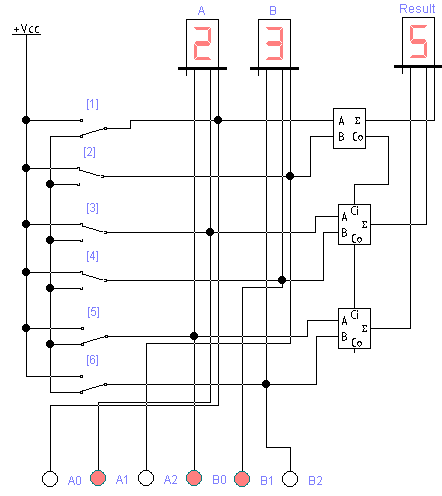 A
B
Result
+Vcc
2
3
5
[1]
A Σ
B Co
[2]
[3]
Ci
A
B Σ
Co
[4]
[5]
Ci
A
B Σ
Co
[6]
A0
A1
A2
B0
B1
B2